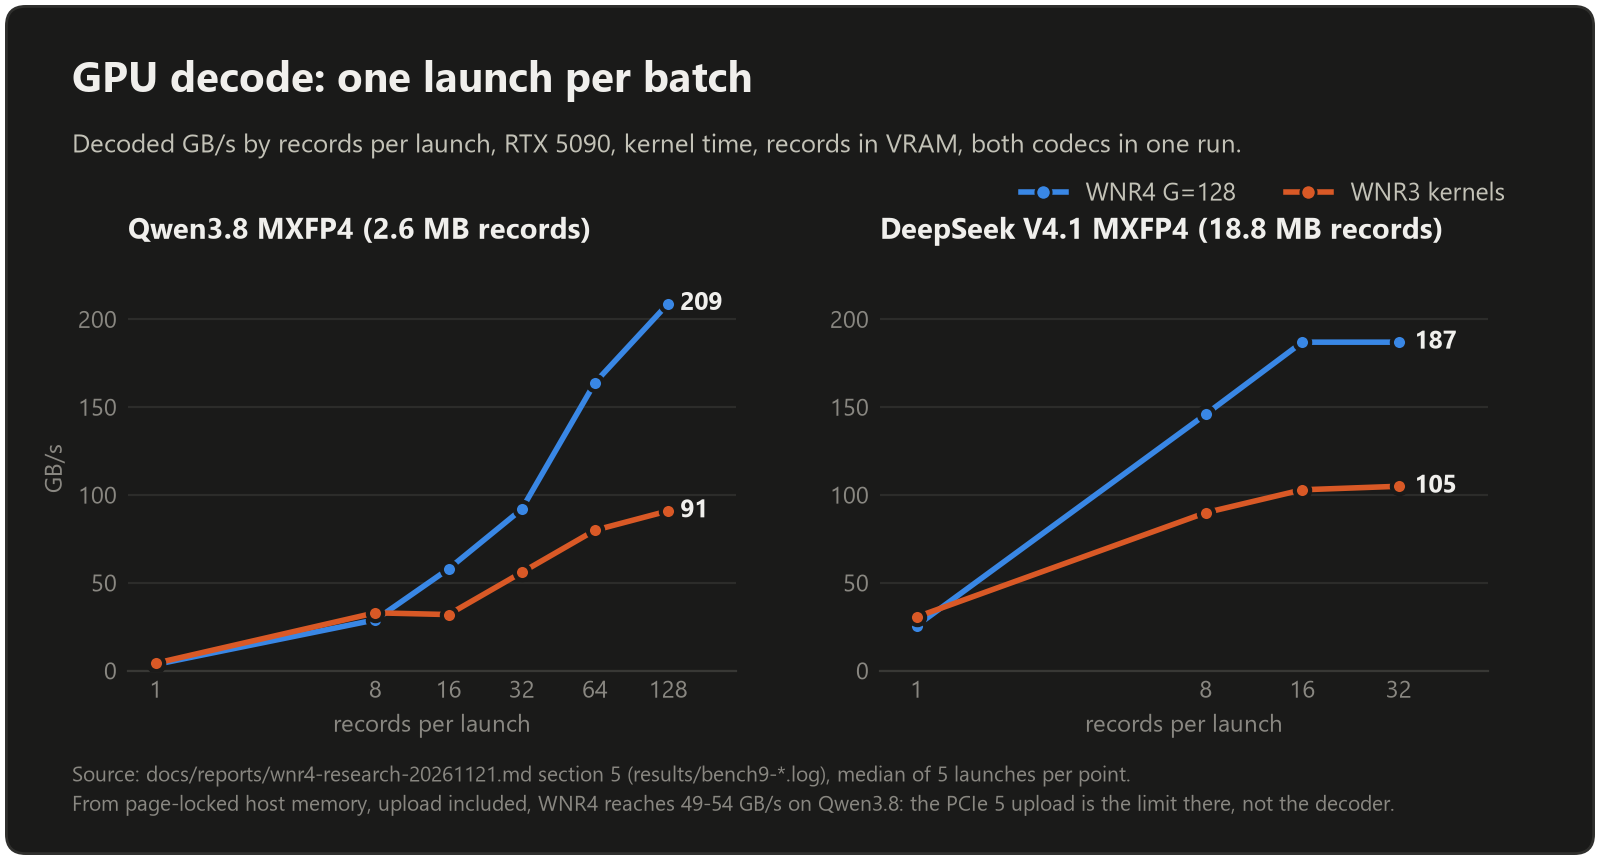 GPU decode: one launch per batch
Decoded GB/s by records per launch, RTX 5090, kernel time, records in VRAM, both codecs in one run.
WNR4 G=128
WNR3 kernels
Qwen3.8 MXFP4 (2.6 MB records)
GB/s
200
150
100
50
0
209
91
1
8
16
32
64
128
records per launch
DeepSeek V4.1 MXFP4 (18.8 MB records)
200
150
100
50
0
187
105
1
8
16
32
records per launch
Source: docs/reports/wnr4-research-20261121.md section 5 (results/bench9-*.log), median of 5 launches per point.
From page-locked host memory, upload included, WNR4 reaches 49-54 GB/s on Qwen3.8: the PCIe 5 upload is the limit there, not the decoder.